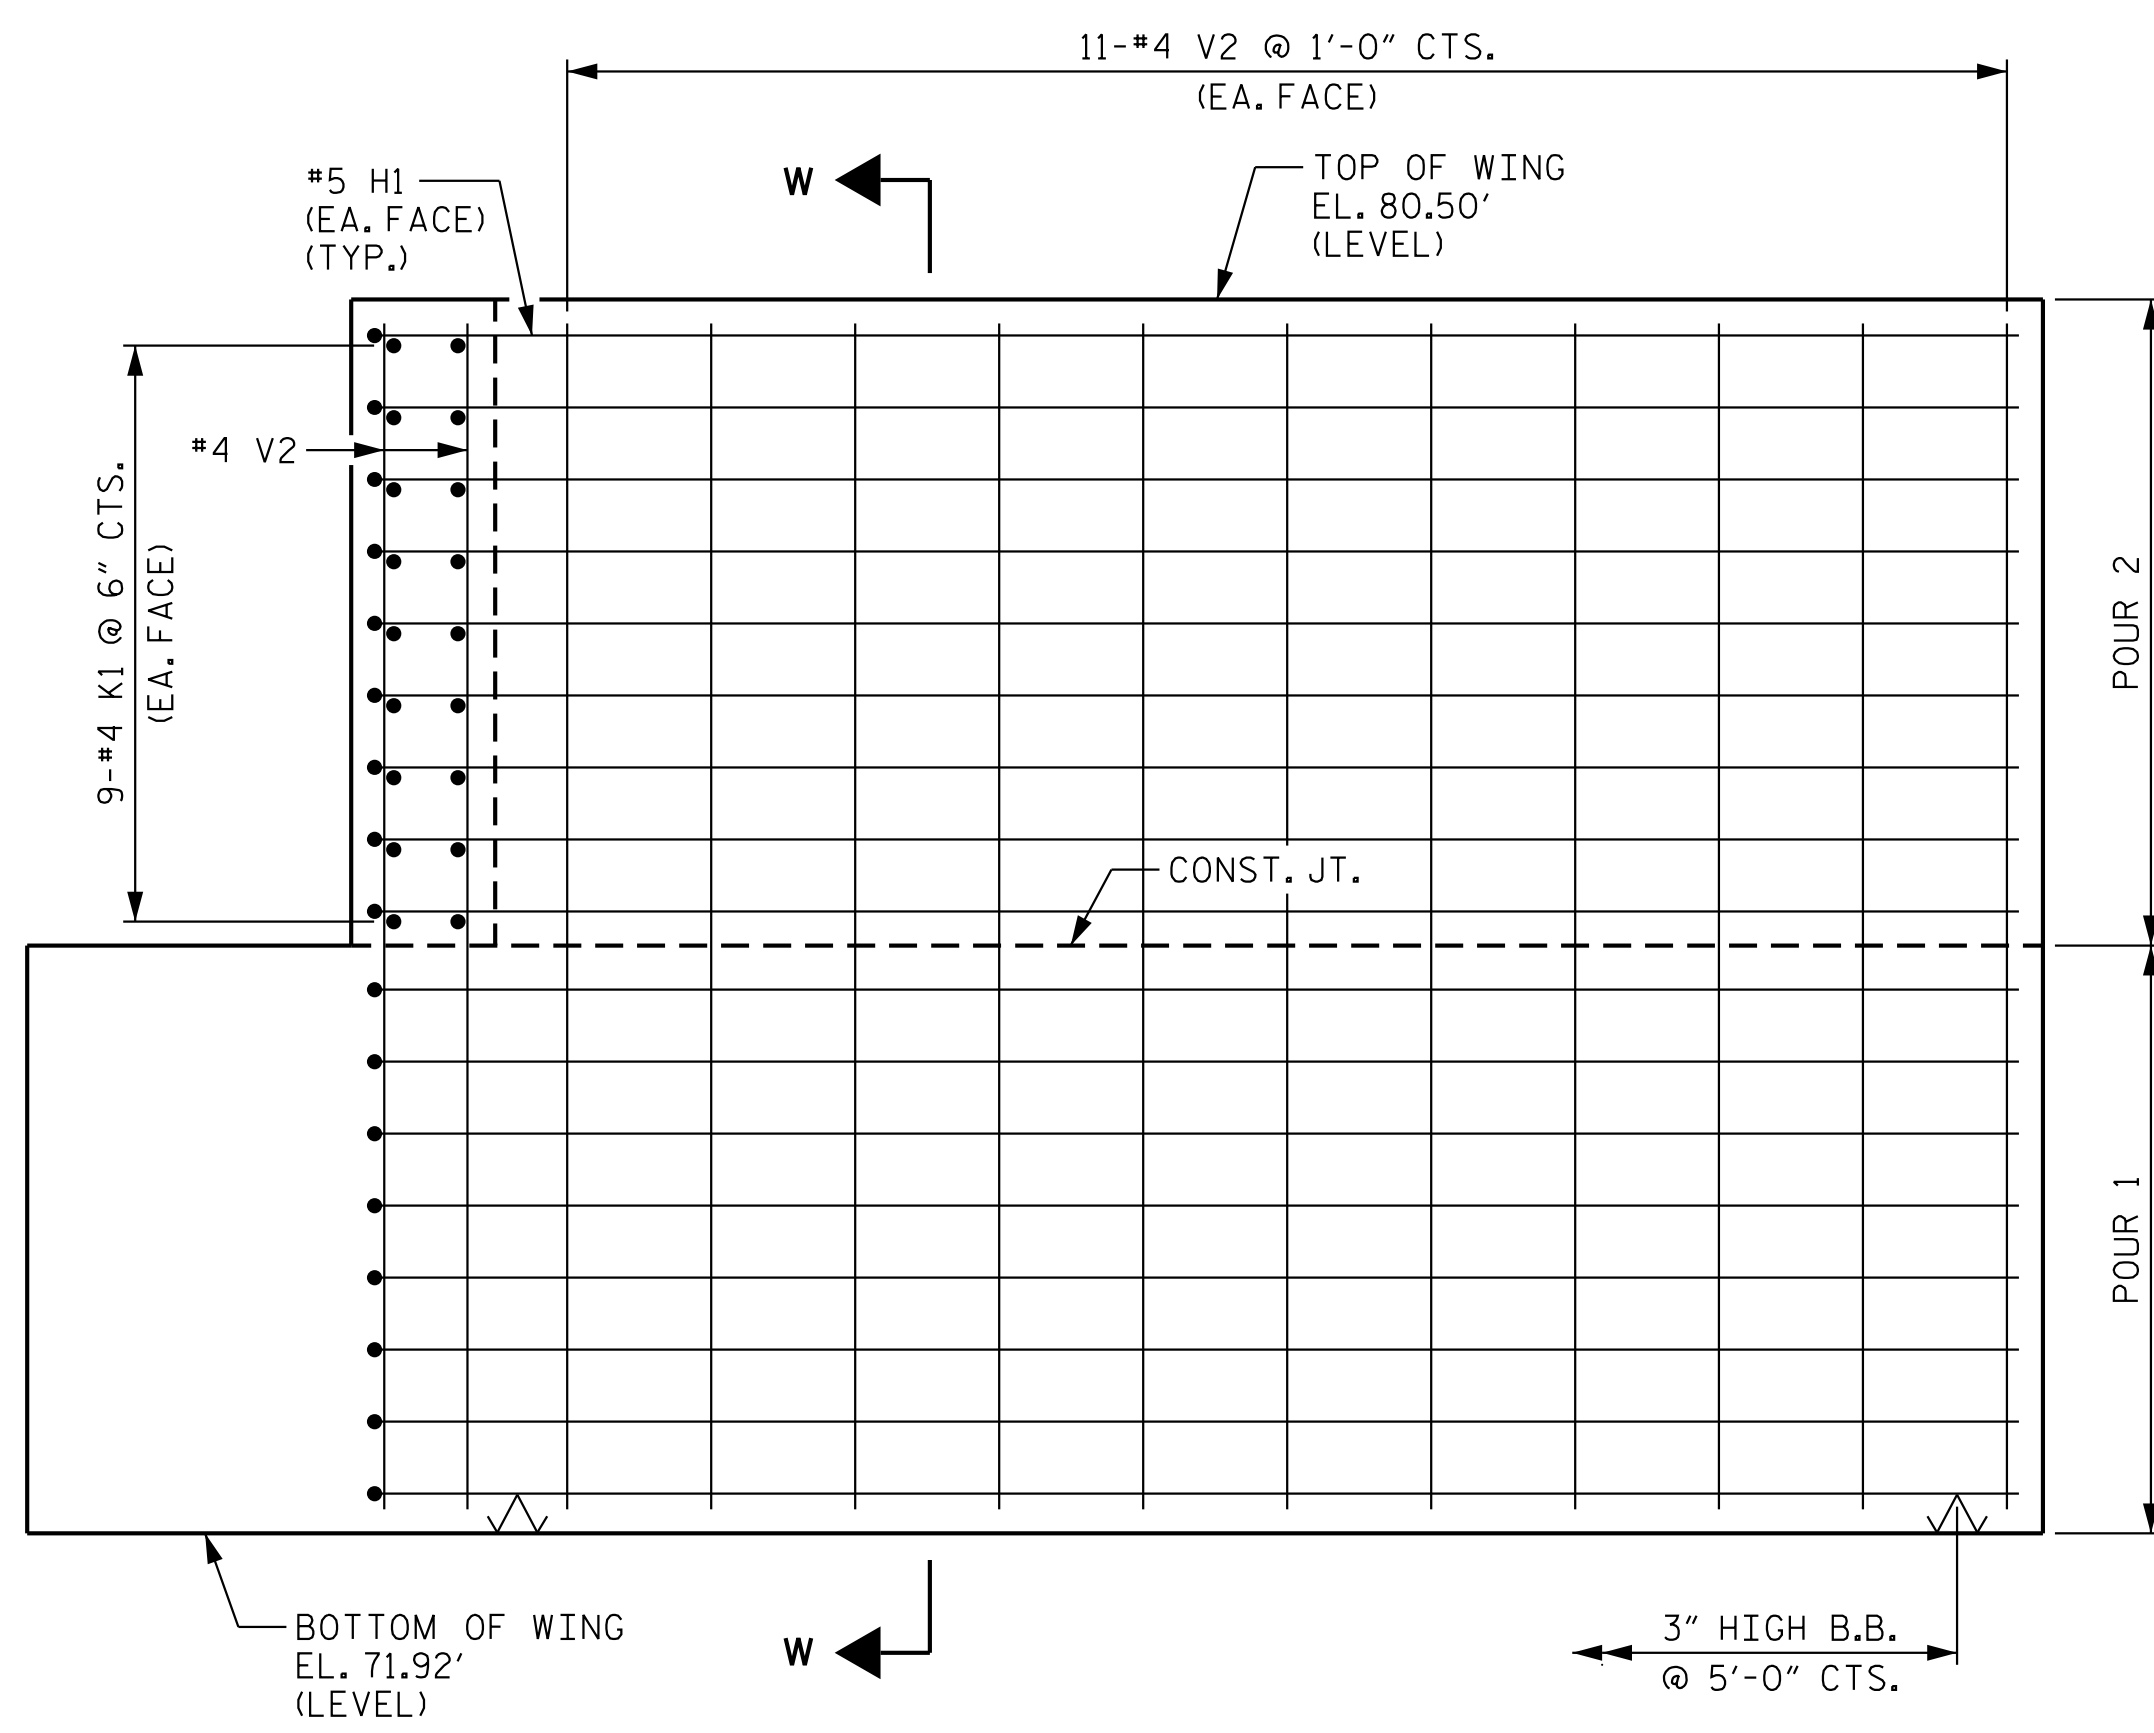 11-#4 V2 @ 1'-0" CTS.
(EA. FACE)
#5 H1
(EA. FACE)
(TYP.)
W
TOP OF WING
EL. 80.50'
(LEVEL)
#4 V2
9-#4 K1 @ 6" CTS.
(EA. FACE)
POUR 2
CONST. JT.
POUR 1
BOTTOM OF WING
EL. 71.92'
(LEVEL)
W
3" HIGH B.B.
@ 5'-0" CTS.